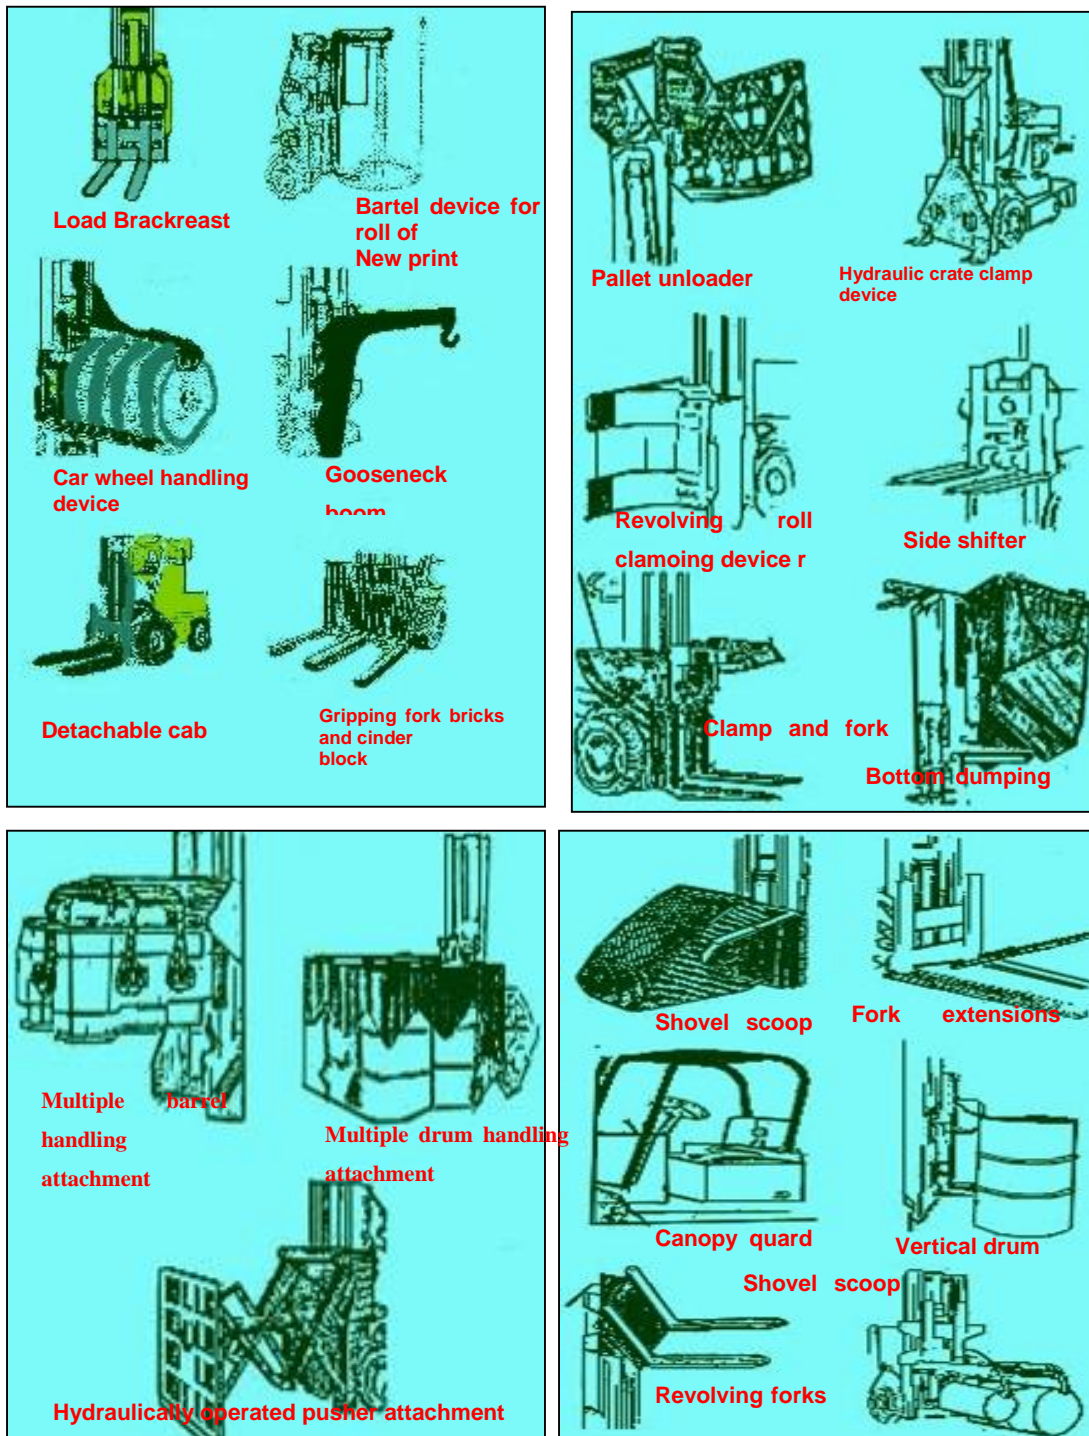 Load Brackreast
Bartel device for
roll of
New print
Car wheel handling
device
Gooseneck
boom
Detachable cab
Gripping fork bricks
and cinder
block
Pallet unloader
Hydraulic crate clamp
device
Revolving roll
clamoing device r
Side shifter
Clamp and fork
Bottom dumping
Multiple barrel
handling
attachment
Multiple drum handling
attachment
Hydraulically operated pusher attachment
Shovel scoop
Fork extensions
Canopy quard
Vertical drum
Shovel scoop
Revolving forks